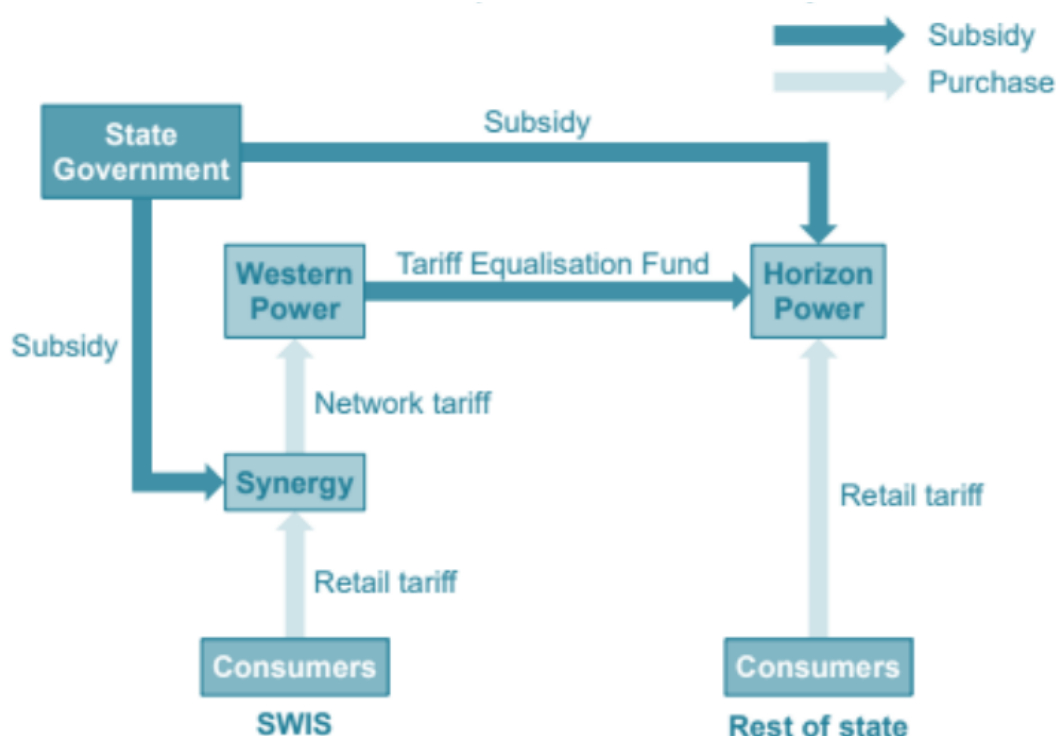 Subsidy
Purchase
State
Government
Subsidy
Western
Power
Tariff Equalisation Fund
Horizon
Power
Subsidy
Network tariff
Synergy
Retail tariff
Retail tariff
Consumers
Consumers
SWIS
Rest of state